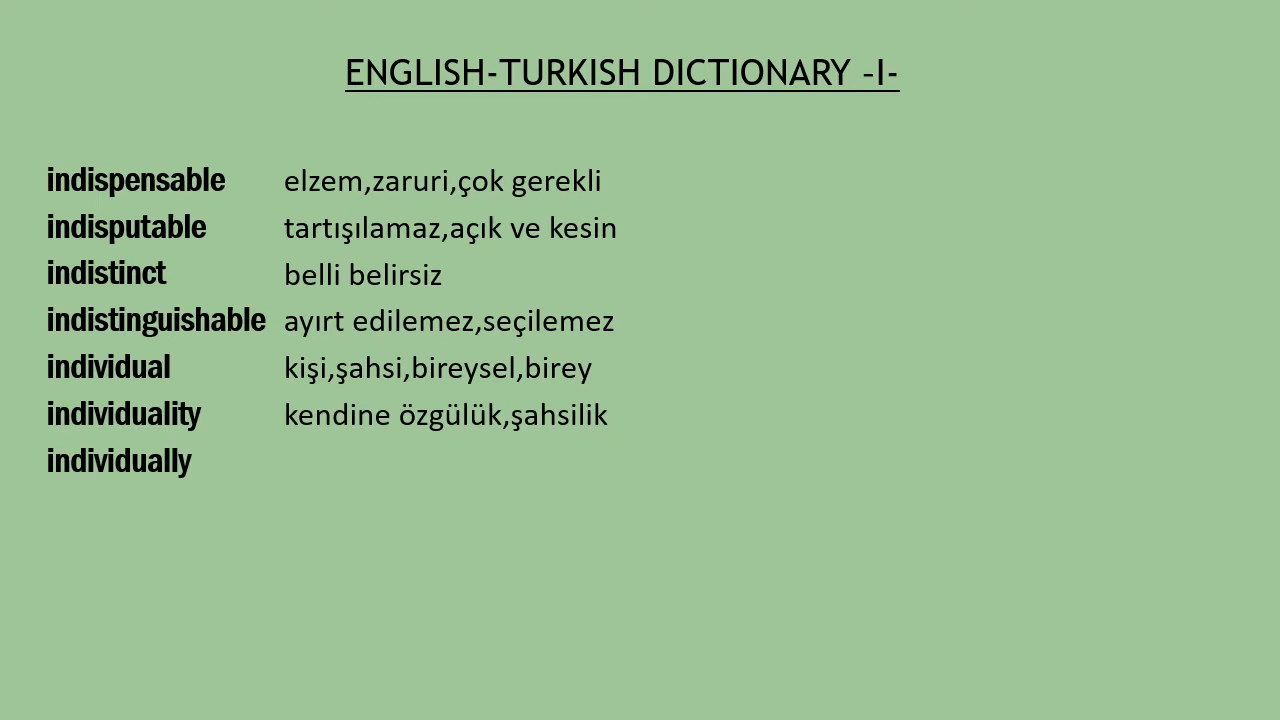 ENGLISH-TURKISH DICTIONARY –I-
indispensable elzem,zaruri,çok gerekli
indisputable tartışılamaz,açık ve kesin
indistinct belli belirsiz
indistinguishable ayırt edilemez,seçilemez
individual kişi,şahsi,bireysel,birey
individuality kendine özgülük,şahsilik
individually